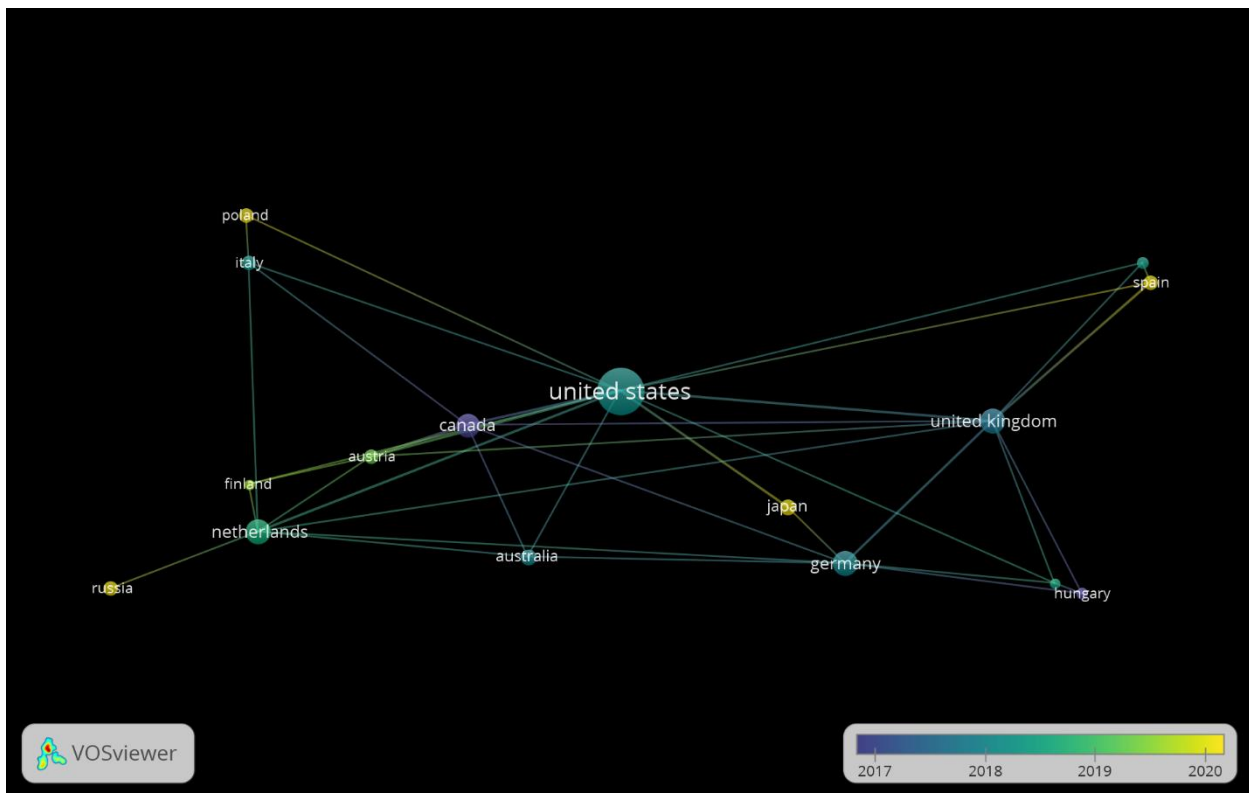 poland
italy
spain
united states
canada
united kingdom
austria
finland
japan
netherlands
australia
germany
russia
hungary
VOSviewer
2017 2018 2019 2020